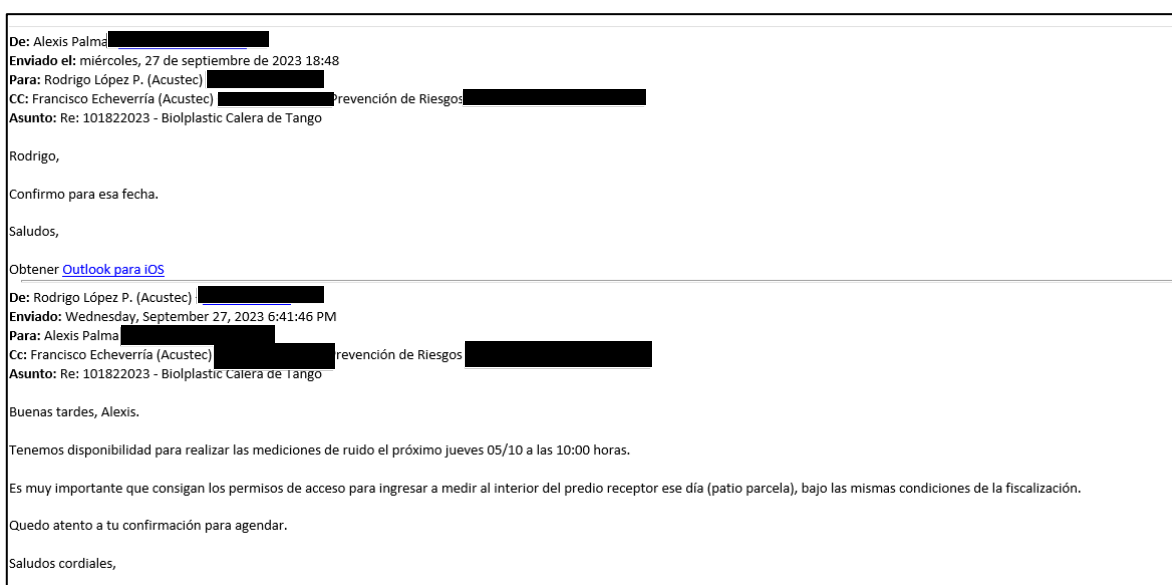 De: Alexis Palma
Enviado el: miércoles, 27 de septiembre de 2023 18:48
Para: Rodrigo López P. (Acustec)
CC: Francisco Echeverría (Acustec) Prevención de Riesgos
Asunto: Re: 101822023 - Biolplastic Calera de Tango
Rodrigo,
Confirmo para esa fecha.
Saludos,
Obtener Outlook para iOS
De: Rodrigo López P. (Acustec)
Enviado: Wednesday, September 27, 2023 6:41:46 PM
Para: Alexis Palma
Cc: Francisco Echeverría (Acustec) revención de Riesgos
Asunto: Re: 101822023 - Biolplastic Calera de Tango
Buenas tardes, Alexis.
Tenemos disponibilidad para realizar las mediciones de ruido el próximo jueves 05/10 a las 10:00 horas.
Es muy importante que consigan los permisos de acceso para ingresar a medir al interior del predio receptor ese día (patio parcela), bajo las mismas condiciones de la fiscalización.
Quedo atento a tu confirmación para agendar.
Saludos cordiales,